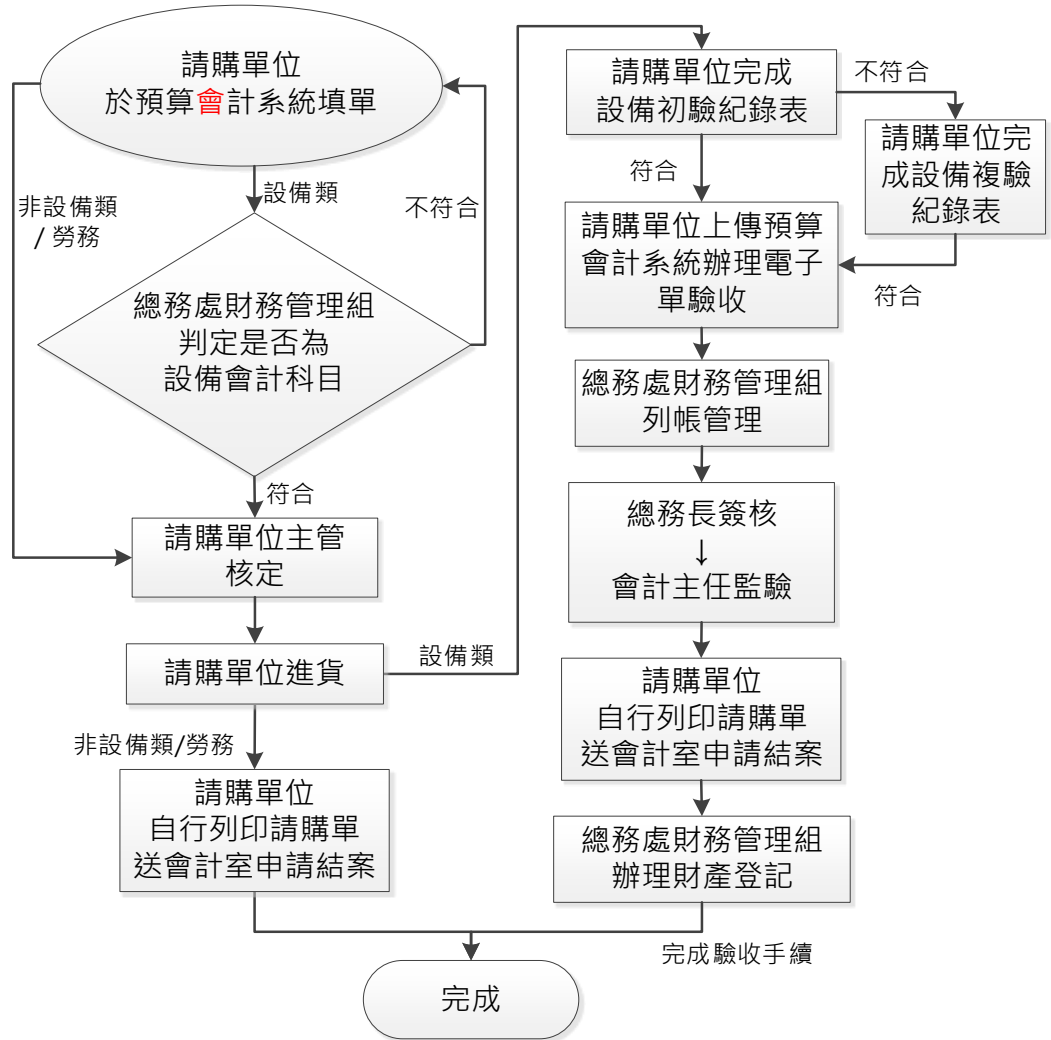 請購單位
於預算會計系統填單
非設備類
/ 勞務
設備類
不符合
總務處財務管理組
判定是否為
設備會計科目
符合
請購單位主管
核定
請購單位進貨
設備類
非設備類/勞務
請購單位
自行列印請購單
送會計室申請結案
請購單位完成
設備初驗紀錄表
不符合
請購單位完
成設備複驗
紀錄表
符合
符合
請購單位上傳預算
會計系統辦理電子
單驗收
總務處財務管理組
列帳管理
總務長簽核
↓
會計主任監驗
請購單位
自行列印請購單
送會計室申請結案
總務處財務管理組
辦理財產登記
完成驗收手續
完成